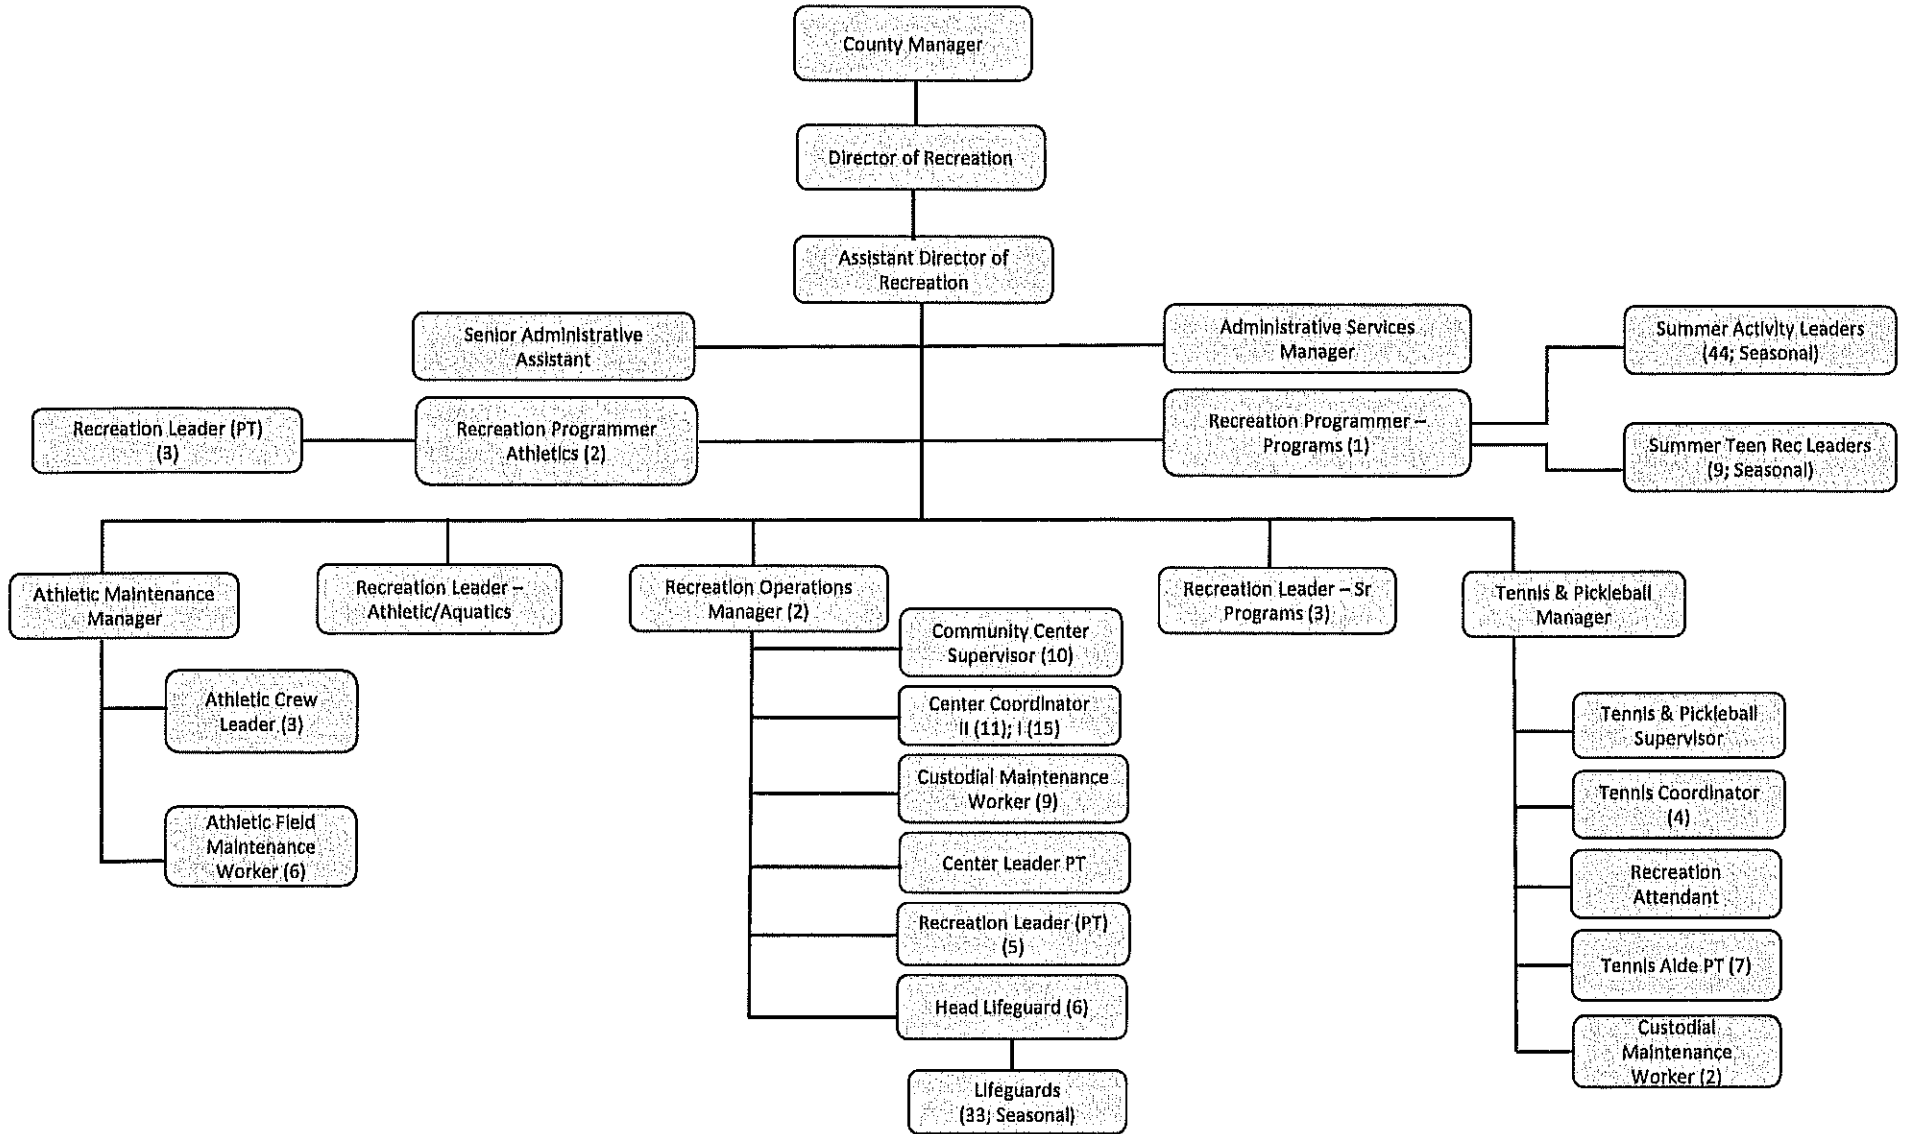 County Manager
Director of Recreation
Assistant Director of
Recreation
Senior Administrative
Assistant
Administrative Services
Manager
Summer Activity Leaders
(44; Seasonal)
Recreation Leader (PT)
(3)
Recreation Programmer
Athletics (2)
Recreation Programmer –
Programs (1)
Summer Teen Rec Leaders
(9; Seasonal)
Athletic Maintenance
Manager
Recreation Leader –
Athletic/Aquatics
Recreation Operations
Manager (2)
Recreation Leader – Sr
Programs (3)
Tennis & Pickleball
Manager
Athletic Crew
Leader (3)
Athletic Field
Maintenance
Worker (6)
Community Center
Supervisor (10)
Center Coordinator
II (11); I (15)
Custodial Maintenance
Worker (9)
Center Leader PT
Recreation Leader (PT)
(5)
Head Lifeguard (6)
Lifeguards
(33; Seasonal)
Tennis & Pickleball
Supervisor
Tennis Coordinator
(4)
Recreation
Attendant
Tennis Aide PT (7)
Custodial
Maintenance
Worker (2)